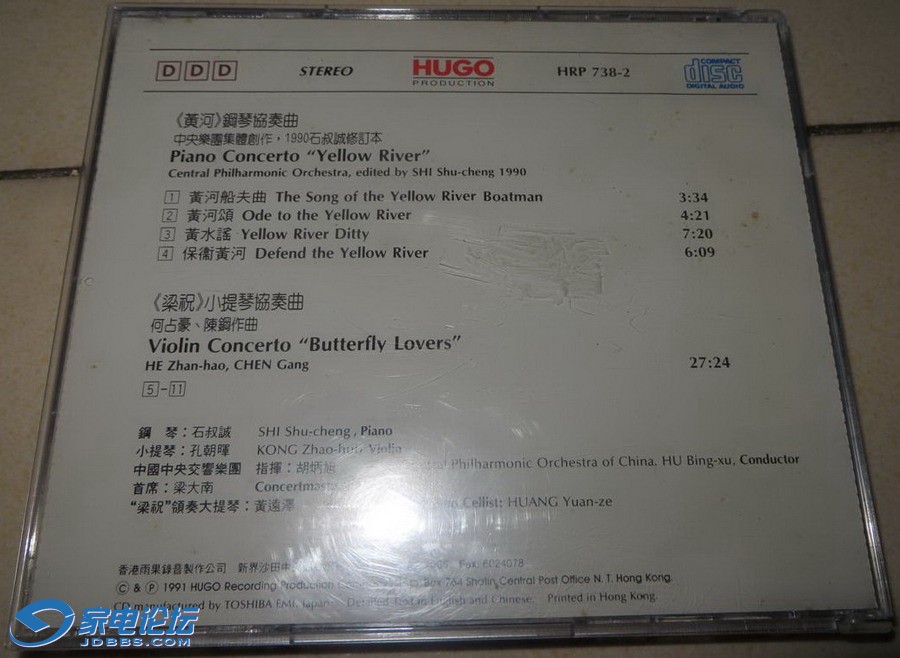 D D D STEREO HUGO PRODUCTION HRP 738-2 COMPACT disc DIGITAL AUDIO
《黃河》鋼琴協奏曲
中央樂團集體創作，1990石叔誠修訂本
Piano Concerto “Yellow River”
Central Philharmonic Orchestra, edited by SHI Shu-cheng 1990
1 黃河船夫曲 The Song of the Yellow River Boatman 3:34
2 黃河頌 Ode to the Yellow River 4:21
3 黃水謠 Yellow River Ditty 7:20
4 保衞黃河 Defend the Yellow River 6:09
《梁祝》小提琴協奏曲
何占豪、陳鋼作曲
Violin Concerto “Butterfly Lovers”
HE Zhan-hao, CHEN Gang 27:24
5-11
鋼 琴：石叔誠 SHI Shu-cheng, Piano
小提琴：孔朝暉 KONG Zhao-hui, Violin
中國中央交響樂團 指揮：胡炳旭 Philharmonic Orchestra of China. HU Bing-xu, Conductor
首席：梁大南 Concertmaster
“梁祝”領奏大提琴：黃遠澤 Cellist: HUANG Yuan-ze
香港雨果錄音製作公司 新界沙田中 Fax: 6024078
© & ℗ 1991 HUGO Recording Production Box 764 Shatin Central Post Office N. T. Hong Kong.
CD manufactured by TOSHIBA EMI, Japan. Detailed Text in English and Chinese. Printed in Hong Kong.
家电论坛
JDBBS.COM